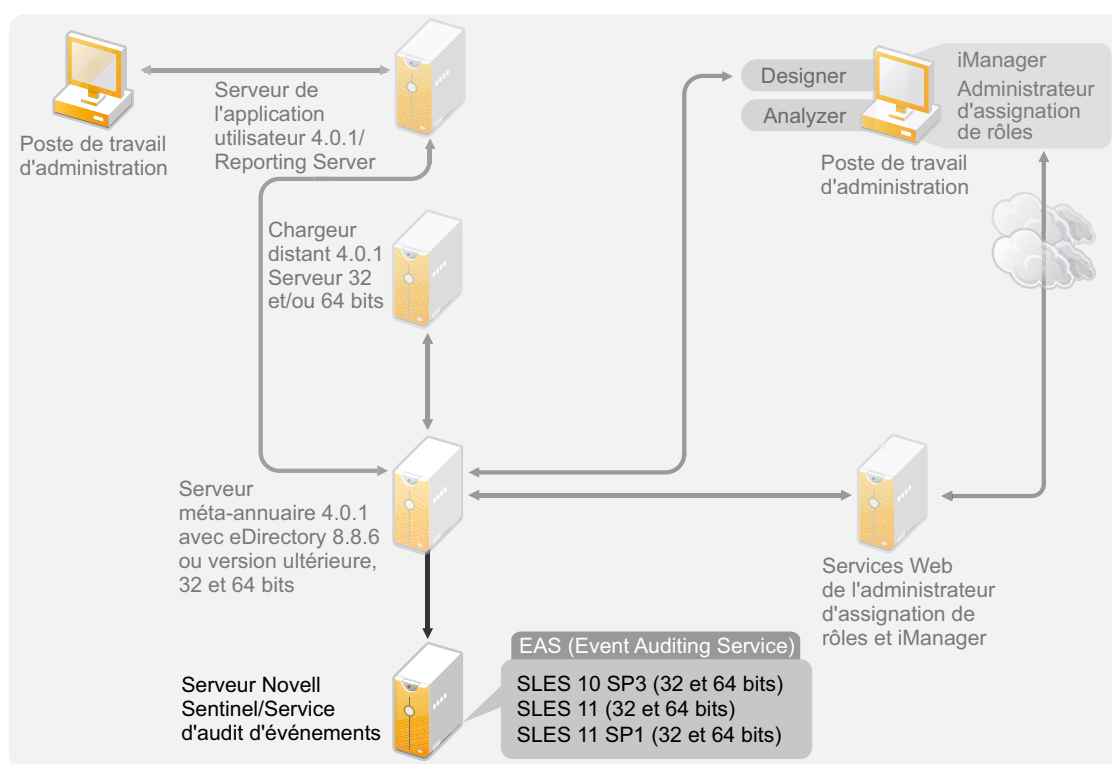 Poste de travail
d'administration
Serveur de
l'application
utilisateur 4.0.1/
Reporting Server
Designer
Analyzer
iManager
Administrateur
d'assignation
de rôles
Poste de travail
d'administration
Chargeur
distant 4.0.1
Serveur 32
et/ou 64 bits
Serveur
méta-annuaire 4.0.1
avec eDirectory 8.8.6
ou version ultérieure,
32 et 64 bits
Services Web
de l'administrateur
d'assignation de
rôles et iManager
Serveur Novell
Sentinel/Service
d'audit d'événements
EAS (Event Auditing Service)
SLES 10 SP3 (32 et 64 bits)
SLES 11 (32 et 64 bits)
SLES 11 SP1 (32 et 64 bits)